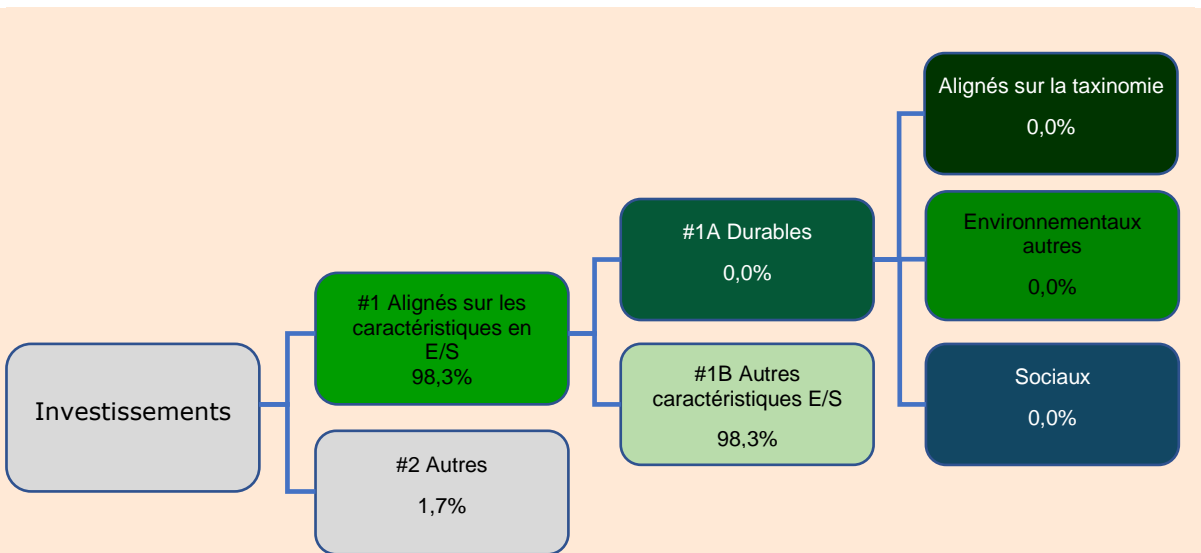 Investissements
#1 Alignés sur les
caractéristiques en
E/S
98,3%
#2 Autres
1,7%
#1A Durables
0,0%
#1B Autres
caractéristiques E/S
98,3%
Alignés sur la taxinomie
0,0%
Environnementaux
autres
0,0%
Sociaux
0,0%